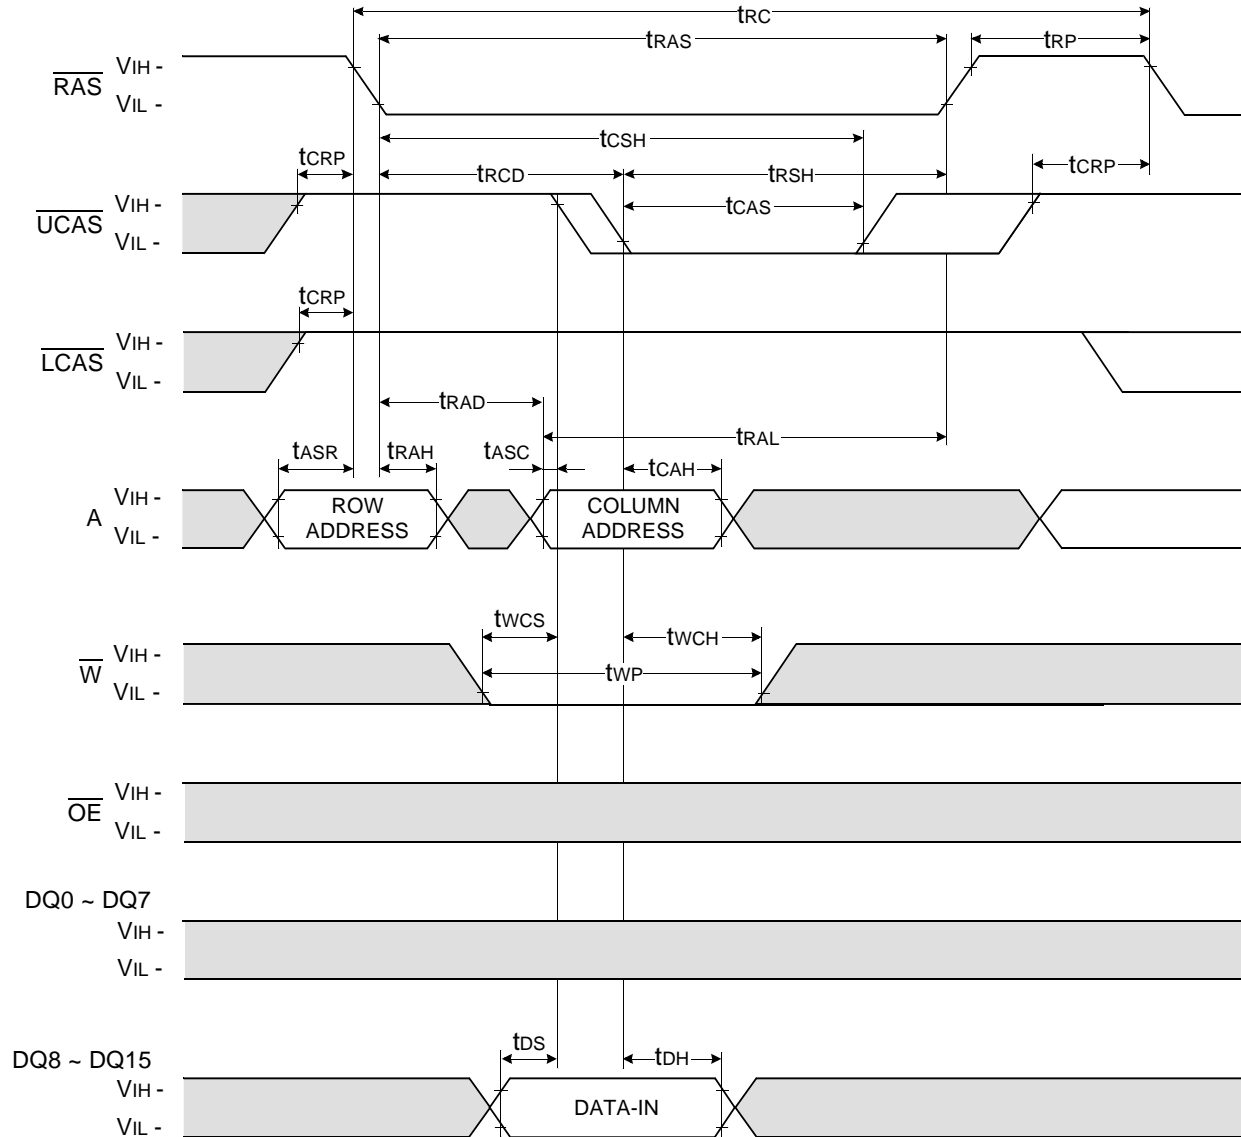 tRC
tRAS
tRP
RAS
VIH -
VIL -
tCSH
tCRP
tRCD
tRSH
tCRP
UCAS
VIH -
VIL -
tCAS
tCRP
LCAS
VIH -
VIL -
tRAD
tRAL
tASR
tRAH
tASC
tCAH
A
VIH -
VIL -
ROW
ADDRESS
COLUMN
ADDRESS
tWCS
tWCH
tWP
W
VIH -
VIL -
OE
VIH -
VIL -
DQ0 ~ DQ7
VIH -
VIL -
tDS
tDH
DQ8 ~ DQ15
VIH -
VIL -
DATA-IN